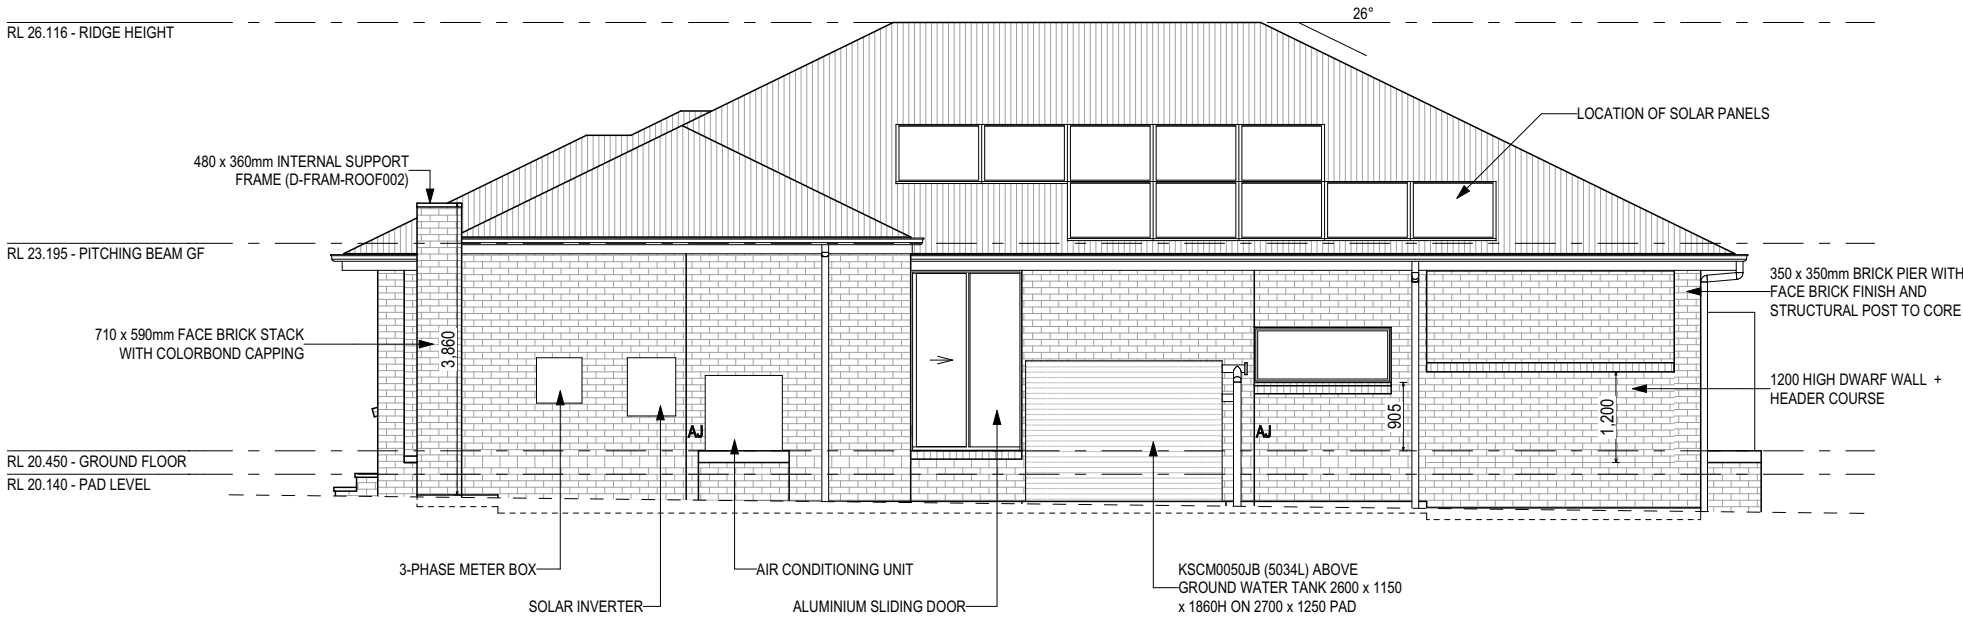 26°
RL 26.116 - RIDGE HEIGHT
LOCATION OF SOLAR PANELS
480 x 360mm INTERNAL SUPPORT
FRAME (D-FRAM-ROOF002)
RL 23.195 - PITCHING BEAM GF
350 x 350mm BRICK PIER WITH
FACE BRICK FINISH AND
STRUCTURAL POST TO CORE
710 x 590mm FACE BRICK STACK
WITH COLORBOND CAPPING
3,860
1200 HIGH DWARF WALL +
HEADER COURSE
905
1,200
AJ
AJ
RL 20.450 - GROUND FLOOR
RL 20.140 - PAD LEVEL
3-PHASE METER BOX
AIR CONDITIONING UNIT
KSCM0050JB (5034L) ABOVE
GROUND WATER TANK 2600 x 1150
x 1860H ON 2700 x 1250 PAD
SOLAR INVERTER
ALUMINIUM SLIDING DOOR